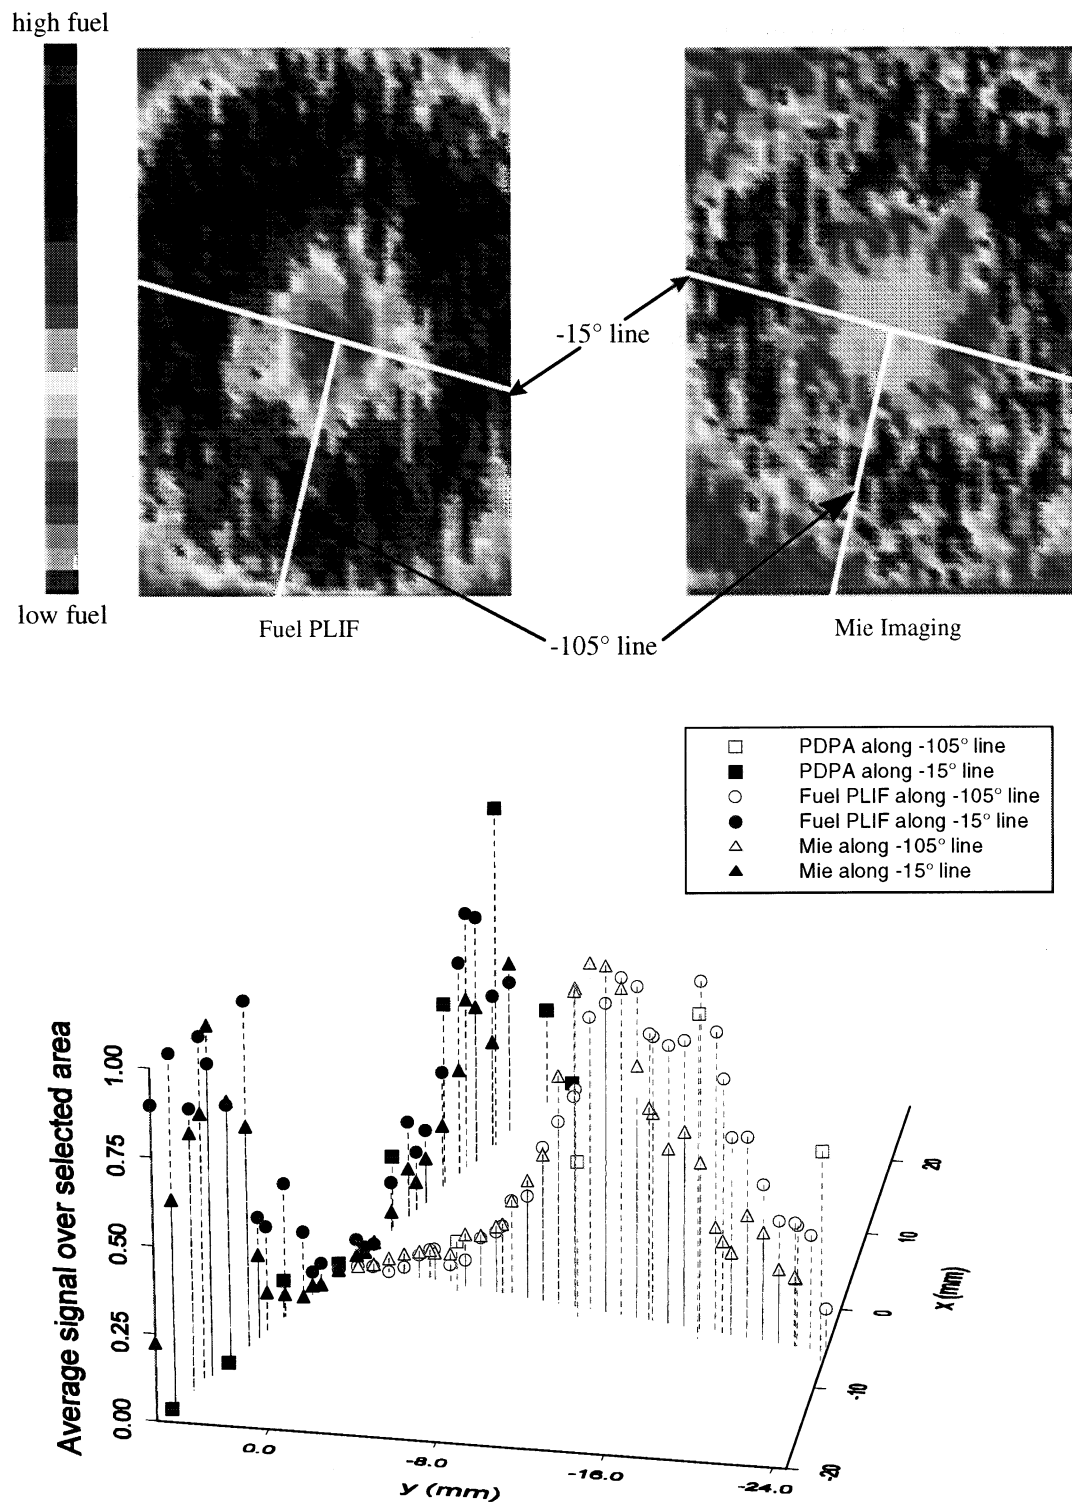 high fuel
low fuel
Fuel PLIF
-15° line
-105° line
Mie Imaging
PDPA along -105° line
PDPA along -15° line
Fuel PLIF along -105° line
Fuel PLIF along -15° line
Mie along -105° line
Mie along -15° line
Average signal over selected area
1.00
0.75
0.50
0.25
0.00
0.0
-8.0
-16.0
-24.0
y (mm)
20
10
0
-10
-20
x (mm)